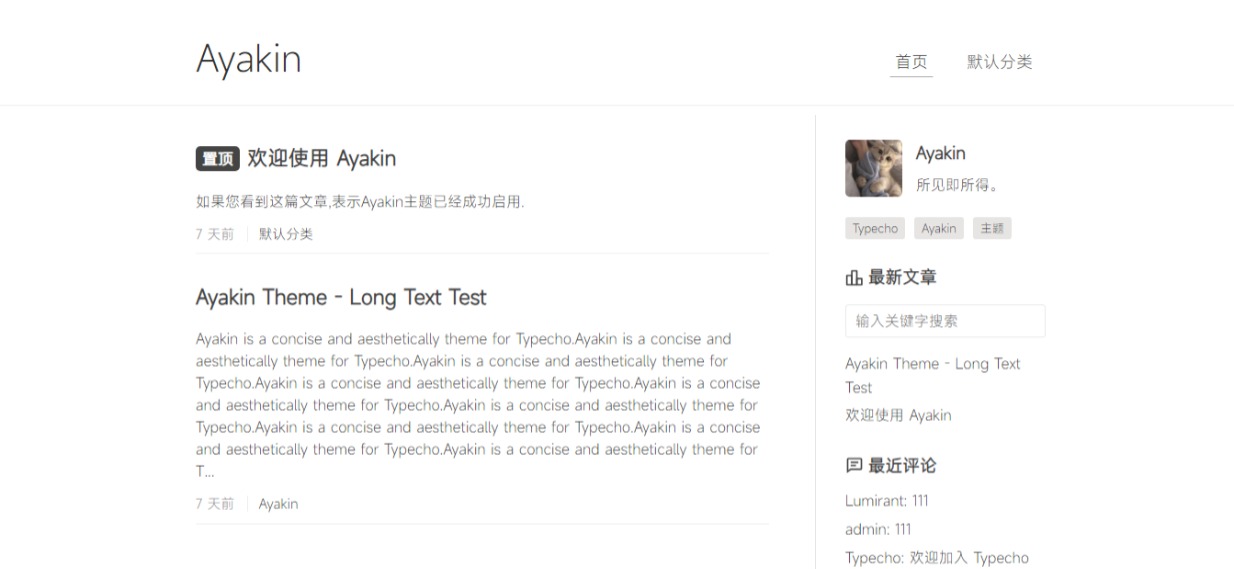 Ayakin
首页 默认分类
置顶 欢迎使用 Ayakin
如果您看到这篇文章,表示Ayakin主题已经成功启用.
7 天前 默认分类
Ayakin Theme - Long Text Test
Ayakin is a concise and aesthetically theme for Typecho.Ayakin is a concise and
aesthetically theme for Typecho.Ayakin is a concise and aesthetically theme for
Typecho.Ayakin is a concise and aesthetically theme for Typecho.Ayakin is a concise
and aesthetically theme for Typecho.Ayakin is a concise and aesthetically theme for
Typecho.Ayakin is a concise and aesthetically theme for Typecho.Ayakin is a concise
and aesthetically theme for Typecho.Ayakin is a concise and aesthetically theme for
T...
7 天前 Ayakin
Ayakin
所见即所得。
Typecho Ayakin 主题
最新文章
输入关键字搜索
Ayakin Theme - Long Text
Test
欢迎使用 Ayakin
最近评论
Lumirant: 111
admin: 111
Typecho: 欢迎加入 Typecho